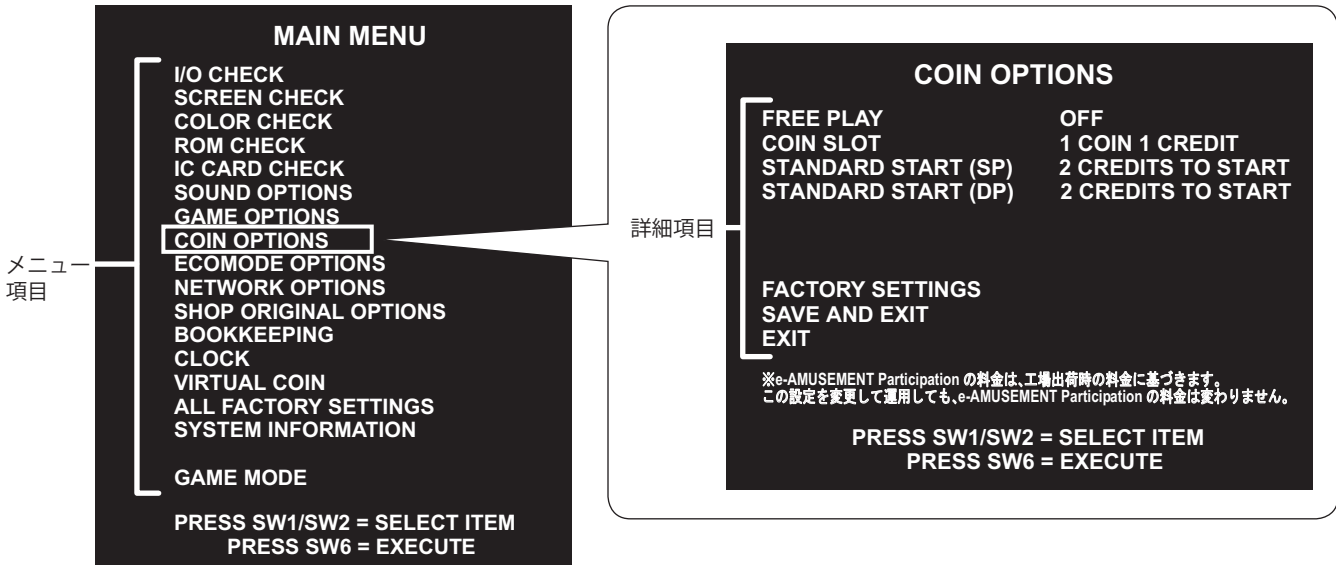 MAIN MENU
I/O CHECK
SCREEN CHECK
COLOR CHECK
ROM CHECK
IC CARD CHECK
SOUND OPTIONS
GAME OPTIONS
COIN OPTIONS
ECOMODE OPTIONS
NETWORK OPTIONS
SHOP ORIGINAL OPTIONS
BOOKKEEPING
CLOCK
VIRTUAL COIN
ALL FACTORY SETTINGS
SYSTEM INFORMATION
GAME MODE
PRESS SW1/SW2 = SELECT ITEM
PRESS SW6 = EXECUTE
メニュー
項目
詳細項目
COIN OPTIONS
FREE PLAY OFF
COIN SLOT 1 COIN 1 CREDIT
STANDARD START (SP) 2 CREDITS TO START
STANDARD START (DP) 2 CREDITS TO START
FACTORY SETTINGS
SAVE AND EXIT
EXIT
※e-AMUSEMENT Participation の料金は、工場出荷時の料金に基づきます。
この設定を変更して運用しても、e-AMUSEMENT Participation の料金は変わりません。
PRESS SW1/SW2 = SELECT ITEM
PRESS SW6 = EXECUTE